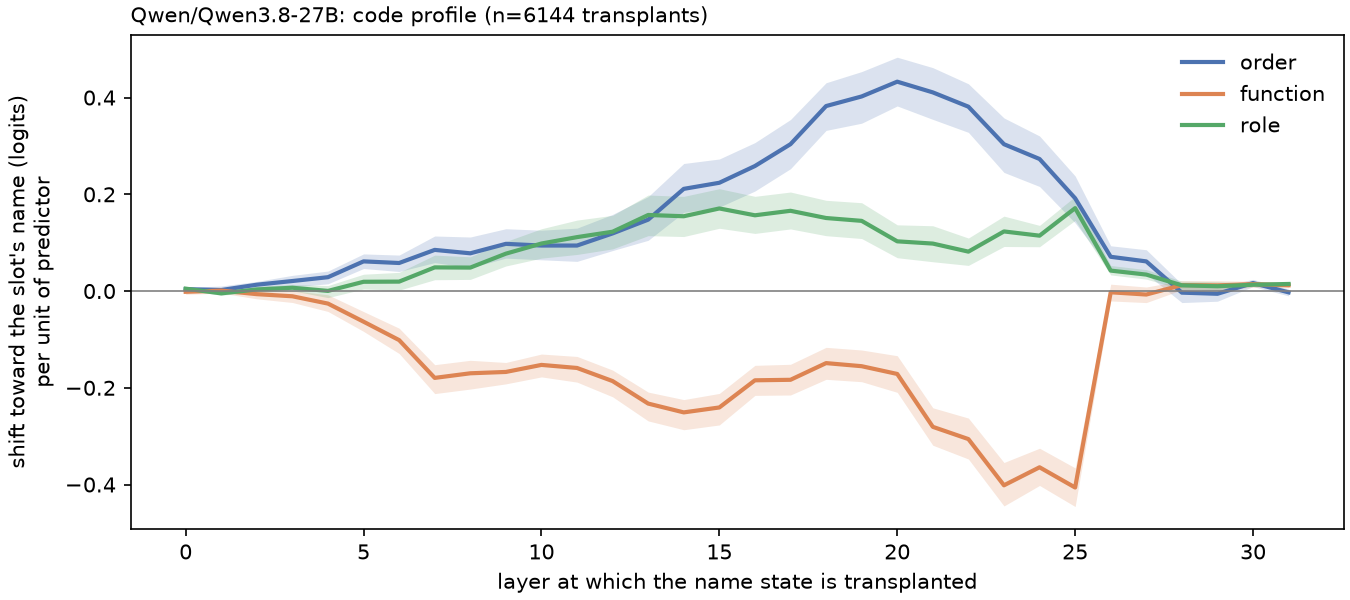 Qwen/Qwen3.8-27B: code profile (n=6144 transplants)
shift toward the slot's name (logits)
per unit of predictor
0.4
0.2
0.0
−0.2
−0.4
order
function
role
0 5 10 15 20 25 30
layer at which the name state is transplanted